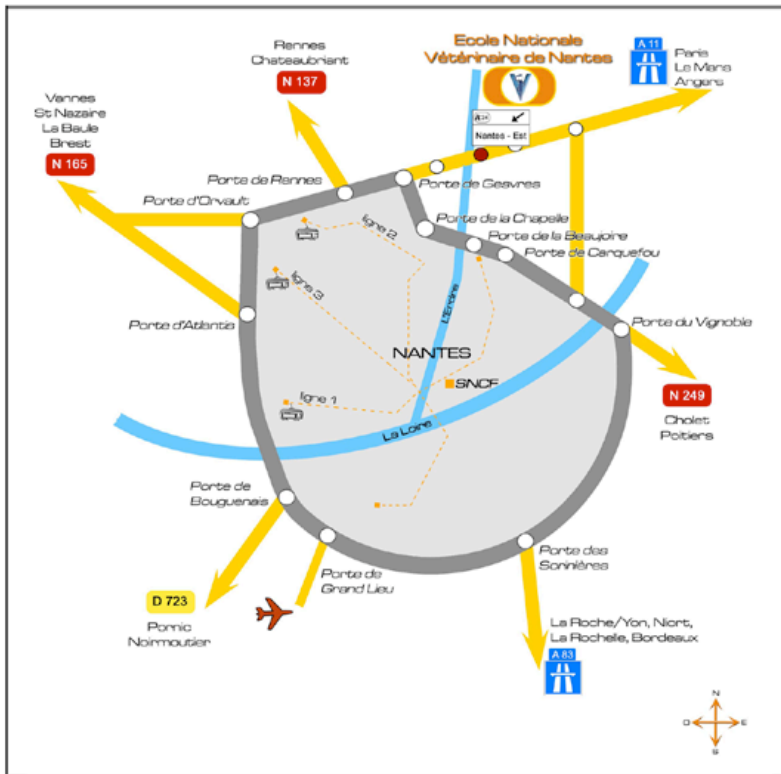 Ecole Nationale
Vétérinaire de Nantes
A 11
Paris
Le Mans
Angers
Rennes
Chateaubriant
N 137
Vannes
St Nazaire
La Baule
Brest
N 165
Nantes - Est
Porte de Rennes
Porte de Gesvres
Porte d'Orvault
Porte de la Chapelle
Porte de la Beaujoire
Porte de Carquefou
ligne 2
ligne 3
L'Erdre
Porte d'Atlantis
Porte du Vignoble
NANTES
SNCF
ligne 1
N 249
Cholet
Poitiers
La Loire
Porte de
Bouguenais
Porte des
Sorinières
Porte de
Grand Lieu
D 723
Pornic
Noirmoutier
La Roche/Yon, Niort,
La Rochelle, Bordeaux
A 83
N
O
E
S